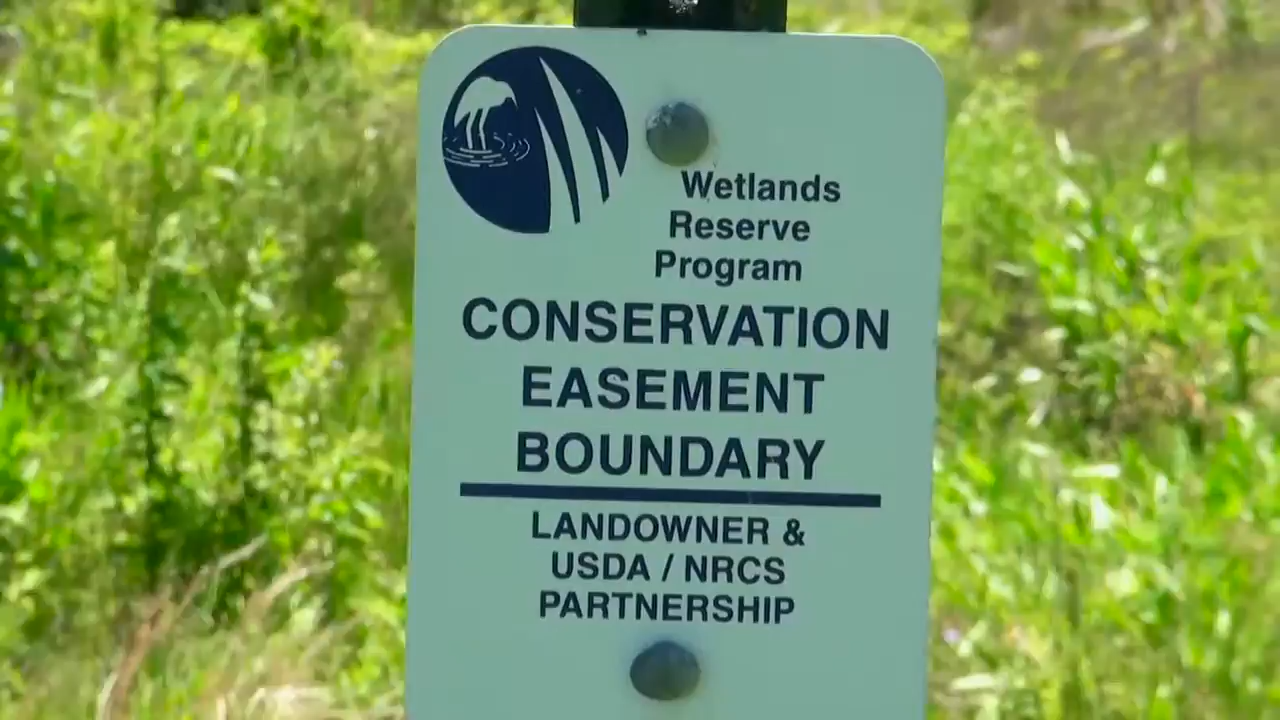 Wetlands
Reserve
Program
CONSERVATION
EASEMENT
BOUNDARY
LANDOWNER &
USDA / NRCS
PARTNERSHIP